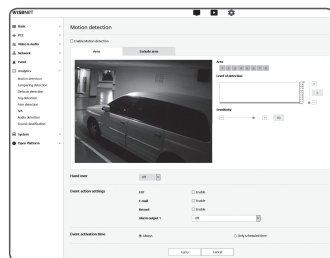 WISENET
Basic
PTZ
Video & Audio
Network
Event
Analytics
Motion detection
Tampering detection
Defocus detection
Fog detection
Face detection
IVA
Audio detection
Sound classification
System
Open Platform
Motion detection
Enable Motion detection
Area
Exclude area
Area
Level of detection
Sensitivity
Hand over
Off
Event action settings
FTP
Enable
E-mail
Enable
Record
Enable
Alarm output 1
Off
Event activation time
Always
Only scheduled time
Apply
Cancel